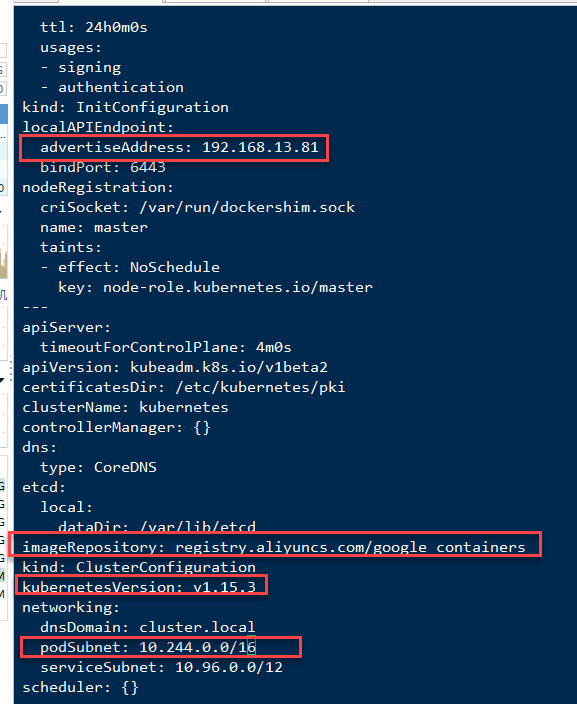 ttl: 24h0m0s
  usages:
  - signing
  - authentication
kind: InitConfiguration
localAPIEndpoint:
  advertiseAddress: 192.168.13.81
  bindPort: 6443
nodeRegistration:
  criSocket: /var/run/dockershim.sock
  name: master
  taints:
  - effect: NoSchedule
    key: node-role.kubernetes.io/master
---
apiServer:
  timeoutForControlPlane: 4m0s
apiVersion: kubeadm.k8s.io/v1beta2
certificatesDir: /etc/kubernetes/pki
clusterName: kubernetes
controllerManager: {}
dns:
  type: CoreDNS
etcd:
  local:
    dataDir: /var/lib/etcd
imageRepository: registry.aliyuncs.com/google_containers
kind: ClusterConfiguration
kubernetesVersion: v1.15.3
networking:
  dnsDomain: cluster.local
  podSubnet: 10.244.0.0/16
  serviceSubnet: 10.96.0.0/12
scheduler: {}